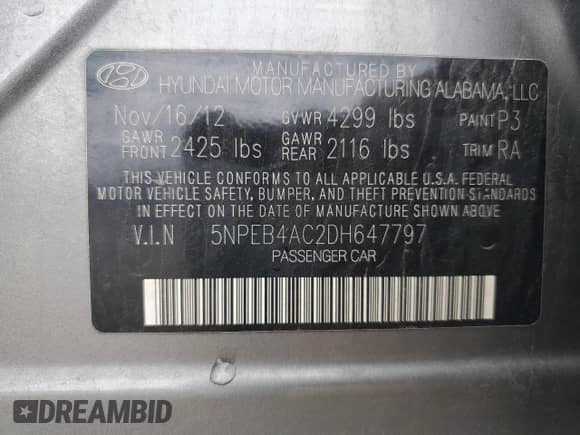 MANUFACTURED BY
HYUNDAI MOTOR MANUFACTURING ALABAMA, LLC
Nov/16/12 GVWR 4299 lbs PAINT P3
GAWR FRONT 2425 lbs GAWR REAR 2116 lbs TRIM RA
THIS VEHICLE CONFORMS TO ALL APPLICABLE U.S.A. FEDERAL
MOTOR VEHICLE SAFETY, BUMPER, AND THEFT PREVENTION STANDARDS
IN EFFECT ON THE DATE OF MANUFACTURE SHOWN ABOVE
V.I.N 5NPEB4AC2DH647797
PASSENGER CAR
DREAMBID